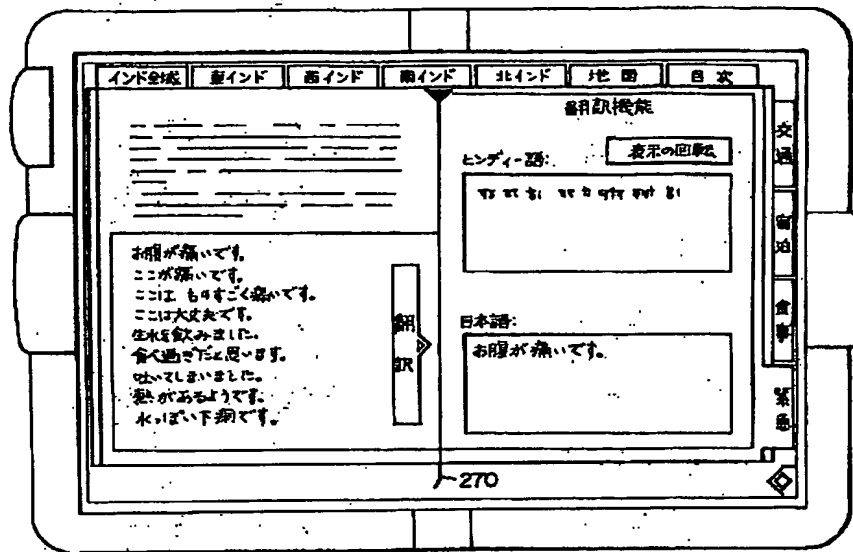 インド全域 東インド 西インド 南インド 北インド 地図 目次
翻訳機能
表示の回転
ヒンディー語:
お腹が痛いです。
ここが痛いです。
ここは ものすごく痛いです。
ここは大丈夫です。
生水を飲みました。
食べ過ぎだと思います。
吐いてしまいました。
熱があるようです。
水っぽい下痢です。
翻訳
日本語:
お腹が痛いです。
交通
宿泊
食事
緊急
270